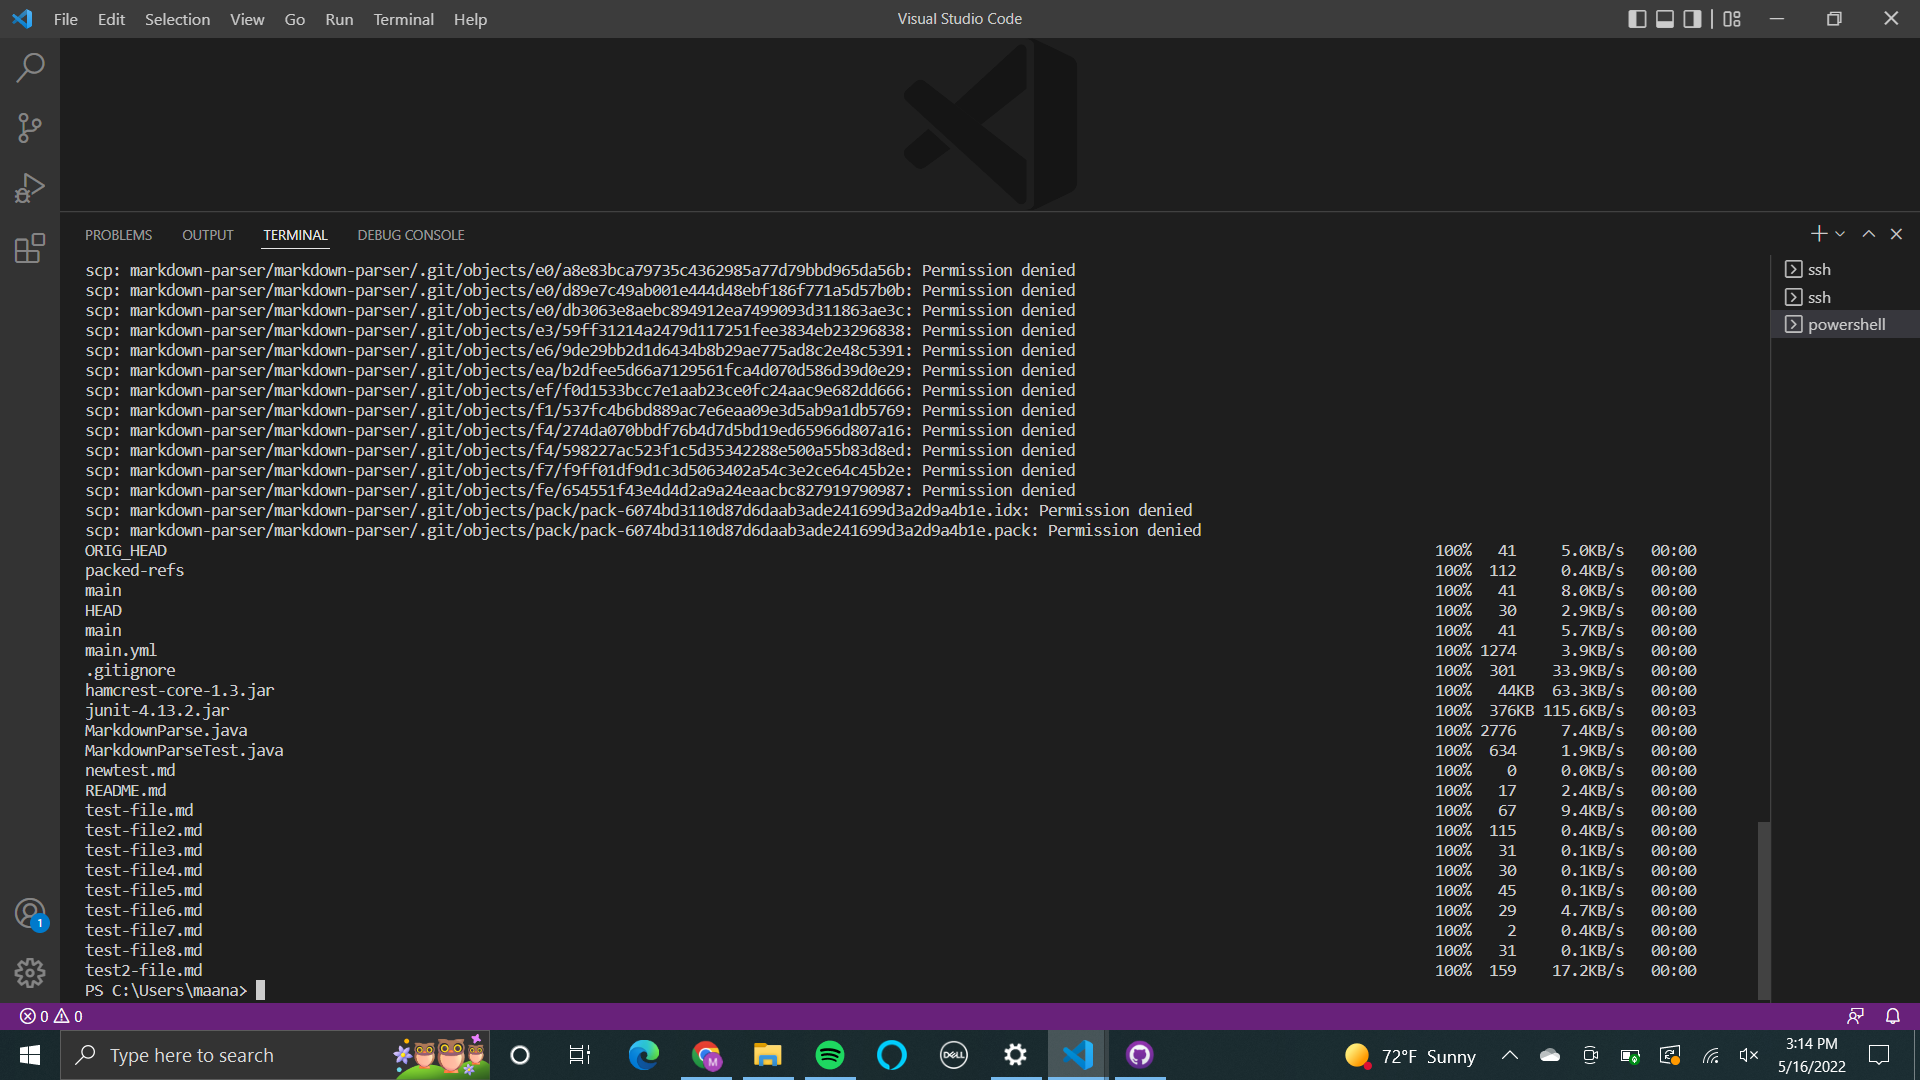 File Edit Selection View Go Run Terminal Help
Visual Studio Code
PROBLEMS OUTPUT TERMINAL DEBUG CONSOLE
scp: markdown-parser/markdown-parser/.git/objects/e0/a8e83bca79735c4362985a77d79bbd965da56b: Permission denied
scp: markdown-parser/markdown-parser/.git/objects/e0/d89e7c49ab001e444d48ebf186f771a5d57b0b: Permission denied
scp: markdown-parser/markdown-parser/.git/objects/e0/db3063e8aebc894912ea7499093d311863ae3c: Permission denied
scp: markdown-parser/markdown-parser/.git/objects/e3/59ff31214a2479d117251fee3834eb23296838: Permission denied
scp: markdown-parser/markdown-parser/.git/objects/e6/9de29bb2d1d6434b8b29ae775ad8c2e48c5391: Permission denied
scp: markdown-parser/markdown-parser/.git/objects/ea/b2dfee5d66a7129561fca4d070d586d39d0e29: Permission denied
scp: markdown-parser/markdown-parser/.git/objects/ef/f0d1533bcc7e1aab23ce0fc24aac9e682dd666: Permission denied
scp: markdown-parser/markdown-parser/.git/objects/f1/537fc4b6bd889ac7e6eaa09e3d5ab9a1db5769: Permission denied
scp: markdown-parser/markdown-parser/.git/objects/f4/274da070bbdf76b4d7d5bd19ed65966d807a16: Permission denied
scp: markdown-parser/markdown-parser/.git/objects/f4/598227ac523f1c5d35342288e500a55b83d8ed: Permission denied
scp: markdown-parser/markdown-parser/.git/objects/f7/f9ff01df9d1c3d5063402a54c3e2ce64c45b2e: Permission denied
scp: markdown-parser/markdown-parser/.git/objects/fe/654551f43e4d4d2a9a24eaacbc827919790987: Permission denied
scp: markdown-parser/markdown-parser/.git/objects/pack/pack-6074bd3110d87d6daab3ade241699d3a2d9a4b1e.idx: Permission denied
scp: markdown-parser/markdown-parser/.git/objects/pack/pack-6074bd3110d87d6daab3ade241699d3a2d9a4b1e.pack: Permission denied
ORIG_HEAD 100% 41 5.0KB/s 00:00
packed-refs 100% 112 0.4KB/s 00:00
main 100% 41 8.0KB/s 00:00
HEAD 100% 30 2.9KB/s 00:00
main 100% 41 5.7KB/s 00:00
main.yml 100% 1274 3.9KB/s 00:00
.gitignore 100% 301 33.9KB/s 00:00
hamcrest-core-1.3.jar 100% 44KB 63.3KB/s 00:00
junit-4.13.2.jar 100% 376KB 115.6KB/s 00:03
MarkdownParse.java 100% 2776 7.4KB/s 00:00
MarkdownParseTest.java 100% 634 1.9KB/s 00:00
newtest.md 100% 0 0.0KB/s 00:00
README.md 100% 17 2.4KB/s 00:00
test-file.md 100% 67 9.4KB/s 00:00
test-file2.md 100% 115 0.4KB/s 00:00
test-file3.md 100% 31 0.1KB/s 00:00
test-file4.md 100% 30 0.1KB/s 00:00
test-file5.md 100% 45 0.1KB/s 00:00
test-file6.md 100% 29 4.7KB/s 00:00
test-file7.md 100% 2 0.4KB/s 00:00
test-file8.md 100% 31 0.1KB/s 00:00
test2-file.md 100% 159 17.2KB/s 00:00
PS C:\Users\maana>
ssh
ssh
powershell
1
0 0
Type here to search
M
DELL
72°F Sunny
3:14 PM
5/16/2022